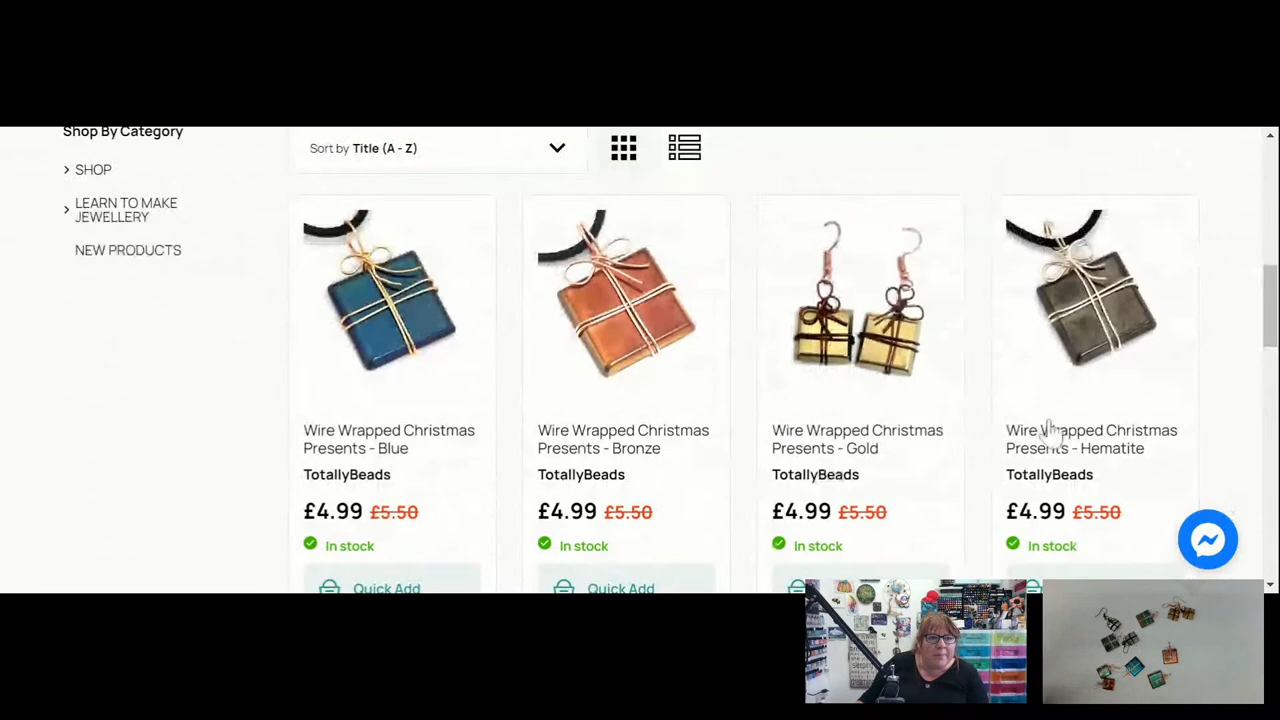 Shop By Category
SHOP
LEARN TO MAKE
JEWELLERY
NEW PRODUCTS
Sort by Title (A - Z)
Wire Wrapped Christmas
Presents - Blue
TotallyBeads
£4.99 £5.50
In stock
Quick Add
Wire Wrapped Christmas
Presents - Bronze
TotallyBeads
£4.99 £5.50
In stock
Quick Add
Wire Wrapped Christmas
Presents - Gold
TotallyBeads
£4.99 £5.50
In stock
Wire Wrapped Christmas
Presents - Hematite
TotallyBeads
£4.99 £5.50
In stock